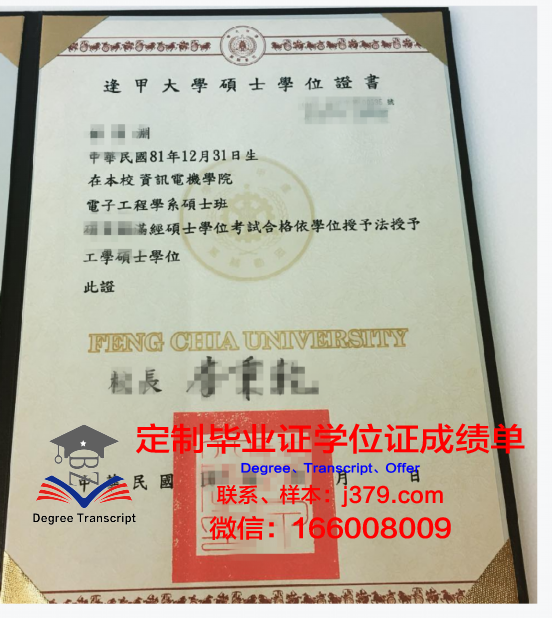 逢甲大學碩士學位證書
號
中華民國81年12月31日生
在本校 資訊電機學院
電子工程學系碩士班
經碩士學位考試合格依學位授予法授予
工學碩士學位
此證
FENG CHIA UNIVERSITY
校長
定制毕业证学位证成绩单
Degree、Transcript、Offer
中華民國 月 日
联系、样本：j379.com
Degree Transcript
微信：166008009